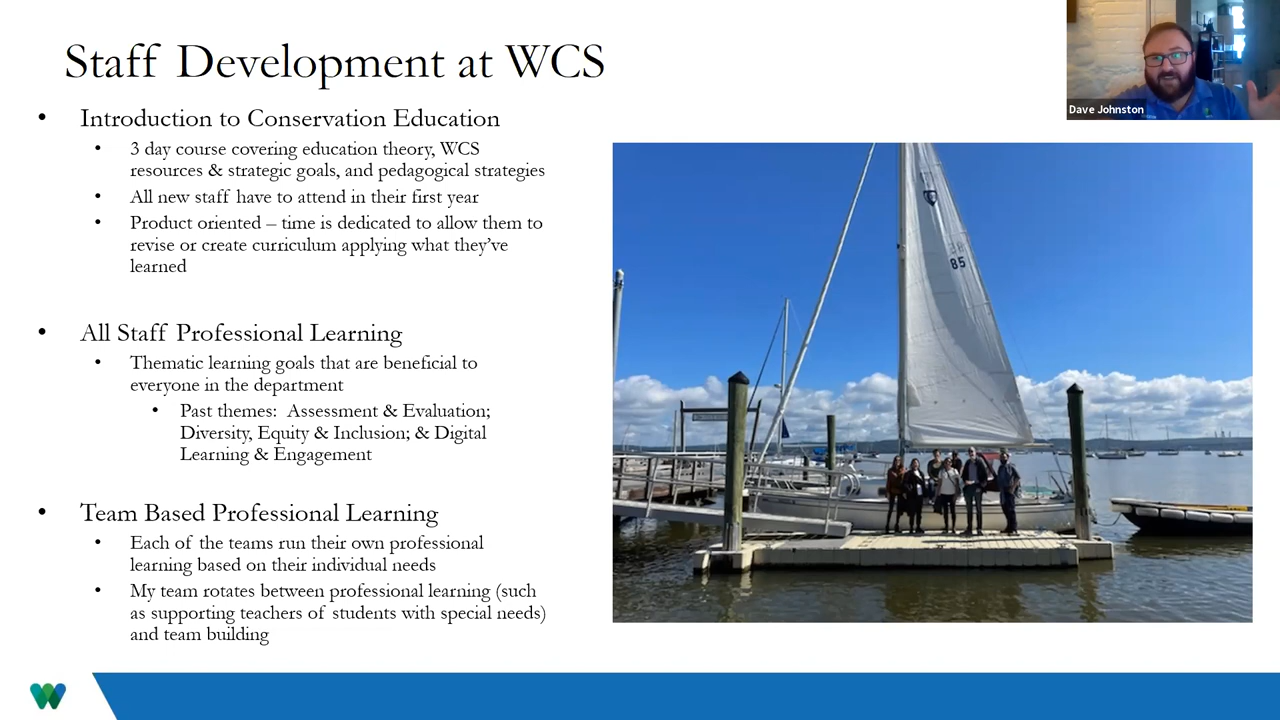 Staff Development at WCS
Dave Johnston
• Introduction to Conservation Education
• 3 day course covering education theory, WCS
resources & strategic goals, and pedagogical strategies
• All new staff have to attend in their first year
• Product oriented – time is dedicated to allow them to
revise or create curriculum applying what they’ve
learned
• All Staff Professional Learning
• Thematic learning goals that are beneficial to
everyone in the department
• Past themes: Assessment & Evaluation;
Diversity, Equity & Inclusion; & Digital
Learning & Engagement
• Team Based Professional Learning
• Each of the teams run their own professional
learning based on their individual needs
• My team rotates between professional learning (such
as supporting teachers of students with special needs)
and team building
85